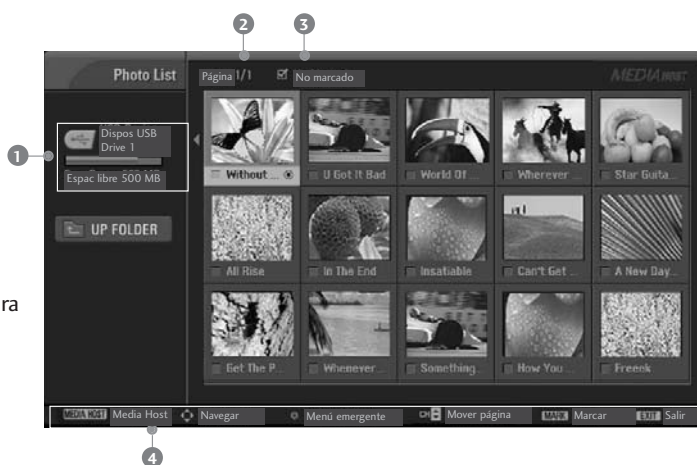 2 3
Photo List Página 1/1 No marcado MEDIA HOST
1
Dispos USB
Drive 1
Espac libre 500 MB
Without ... U Got It Bad World Of ... Wherever ... Star Guita...
UP FOLDER
All Rise In The End Insatiable Can't Get ... A New Day...
ra
Get The P... Whenever... Something... How You ... Freeek
MEDIA HOST Media Host Navegar Menú emergente CH Mover página MARK Marcar EXIT Salir
4